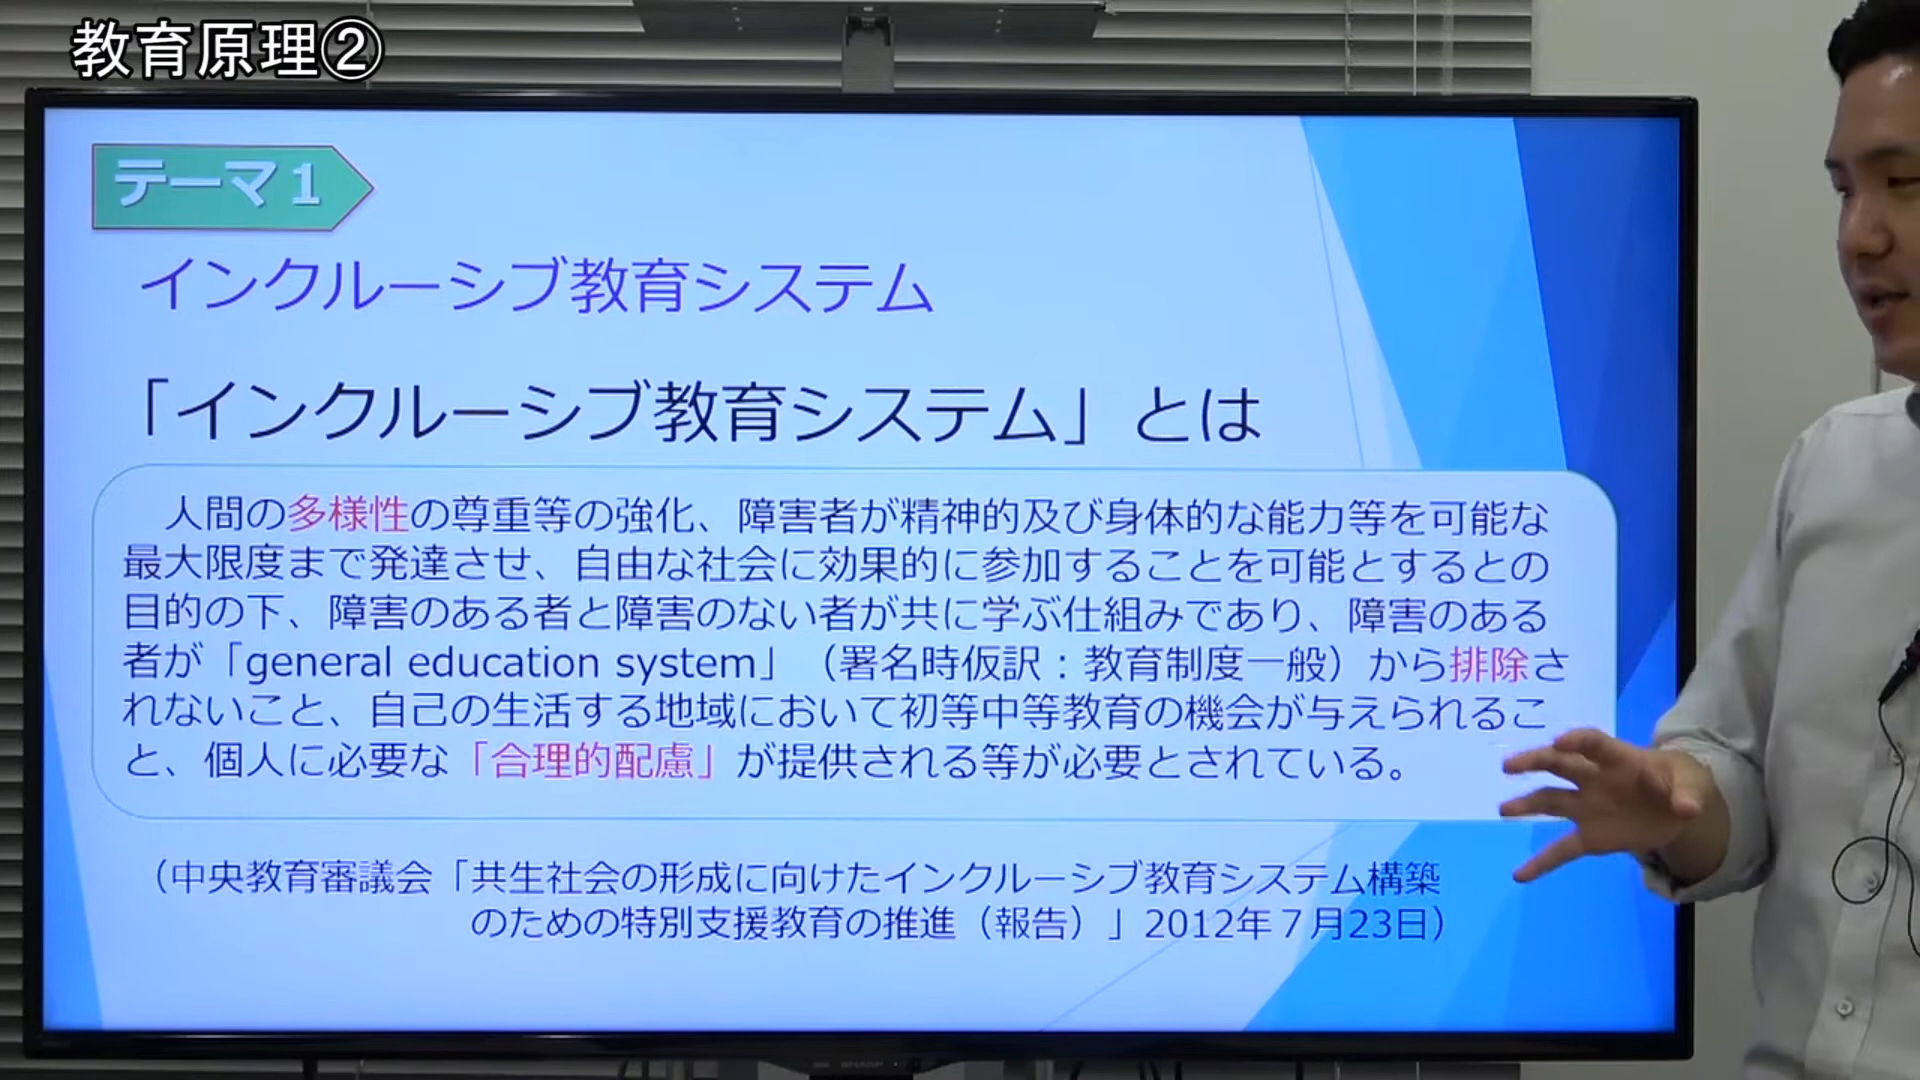 教育原理②
テーマ１
インクルーシブ教育システム
「インクルーシブ教育システム」とは
人間の多様性の尊重等の強化、障害者が精神的及び身体的な能力等を可能な
最大限度まで発達させ、自由な社会に効果的に参加することを可能とするとの
目的の下、障害のある者と障害のない者が共に学ぶ仕組みであり、障害のある
者が「general education system」（署名時仮訳：教育制度一般）から排除さ
れないこと、自己の生活する地域において初等中等教育の機会が与えられるこ
と、個人に必要な「合理的配慮」が提供される等が必要とされている。
（中央教育審議会「共生社会の形成に向けたインクルーシブ教育システム構築
のための特別支援教育の推進（報告）」2012年７月23日）